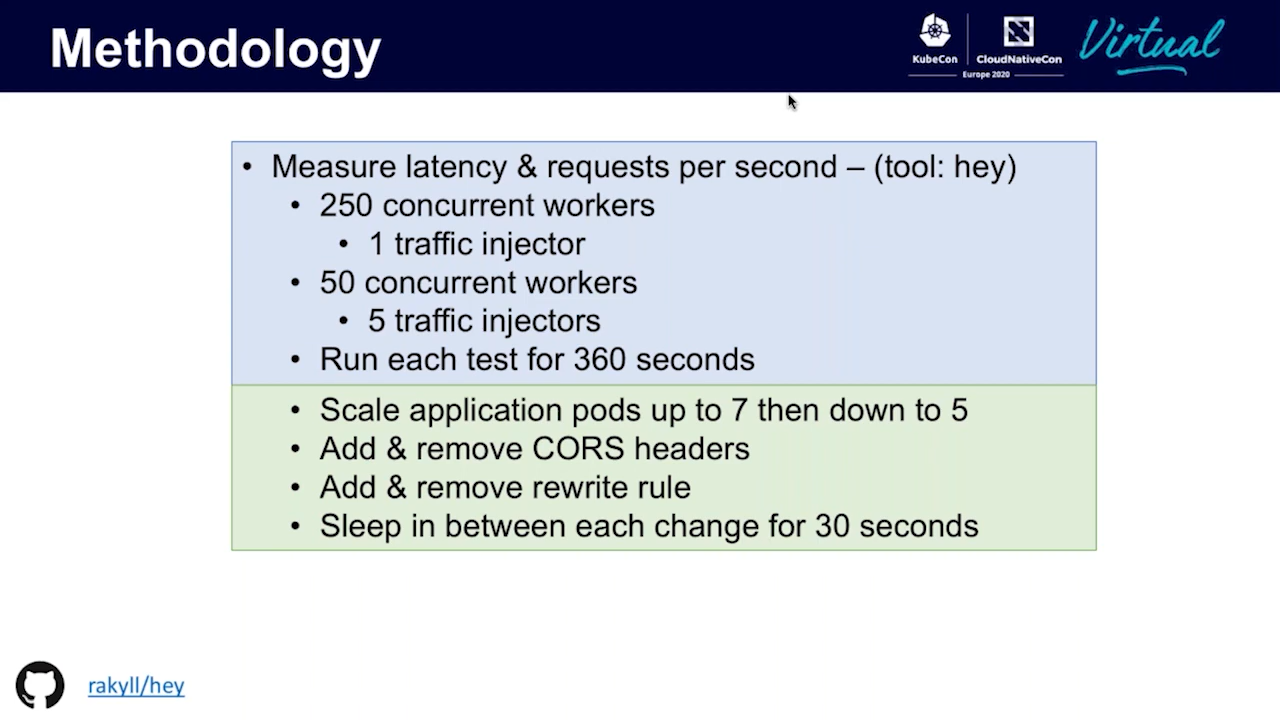 Methodology
KubeCon
CloudNativeCon
Europe 2020
Virtual
• Measure latency & requests per second – (tool: hey)
• 250 concurrent workers
• 1 traffic injector
• 50 concurrent workers
• 5 traffic injectors
• Run each test for 360 seconds
• Scale application pods up to 7 then down to 5
• Add & remove CORS headers
• Add & remove rewrite rule
• Sleep in between each change for 30 seconds
rakyll/hey